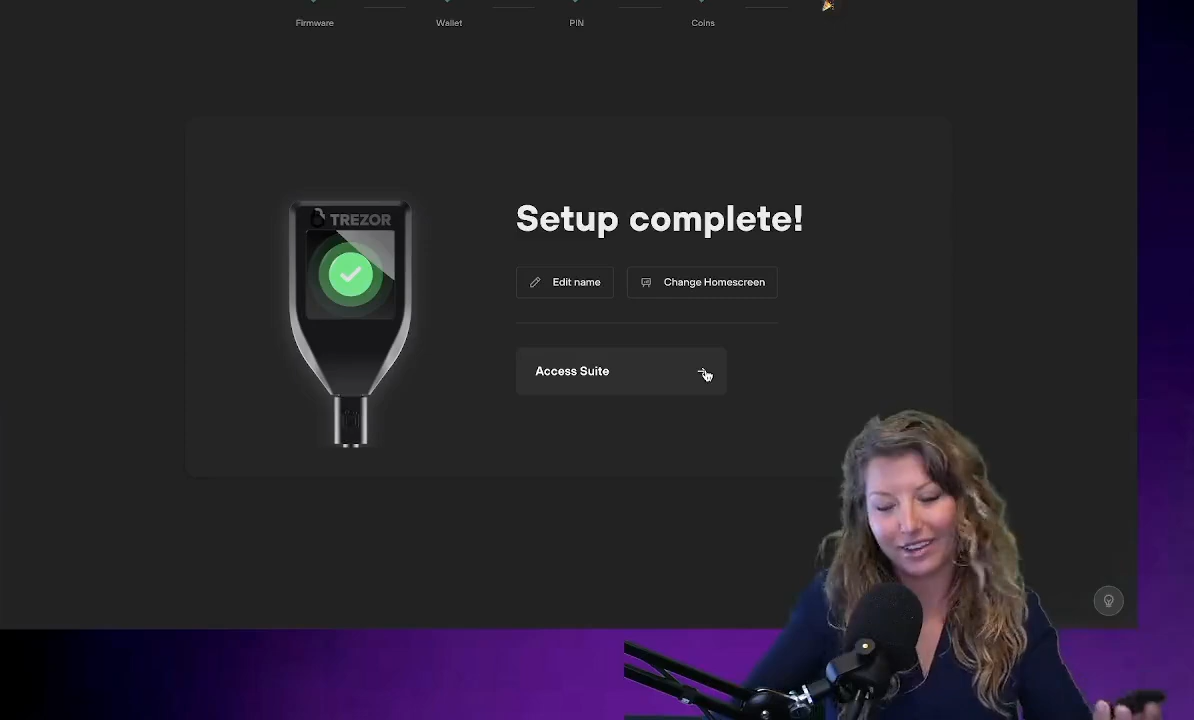 Firmware
Wallet
PIN
Coins
TREZOR
Setup complete!
Edit name
Change Homescreen
Access Suite